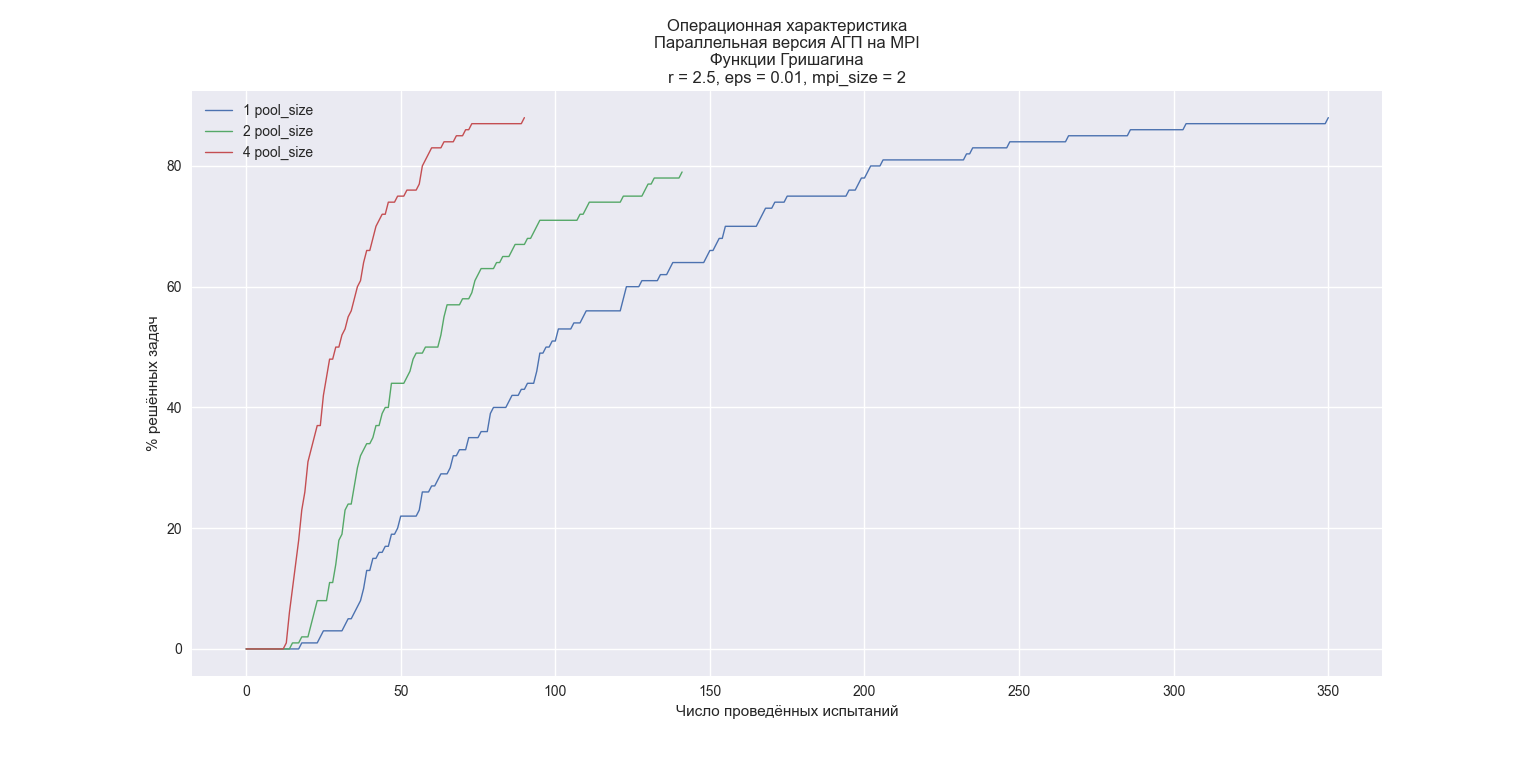 Операционная характеристика
Параллельная версия АГП на MPI
Функции Гришагина
r = 2.5, eps = 0.01, mpi_size = 2
1 pool_size
2 pool_size
4 pool_size
80
60
40
20
0
% решённых задач
0 50 100 150 200 250 300 350
Число проведённых испытаний